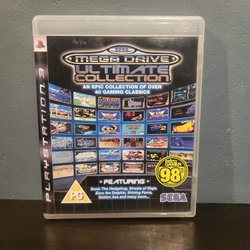 PLAYSTATION 3
SEGA
MEGA DRIVE
ULTIMATE
COLLECTION
AN EPIC COLLECTION OF OVER
40 GAMING CLASSICS
FEATURING
Sonic The Hedgehog, Streets of Rage,
Ecco the Dolphin, Shining Force,
Golden Axe and many more...
PG
98
SEGA